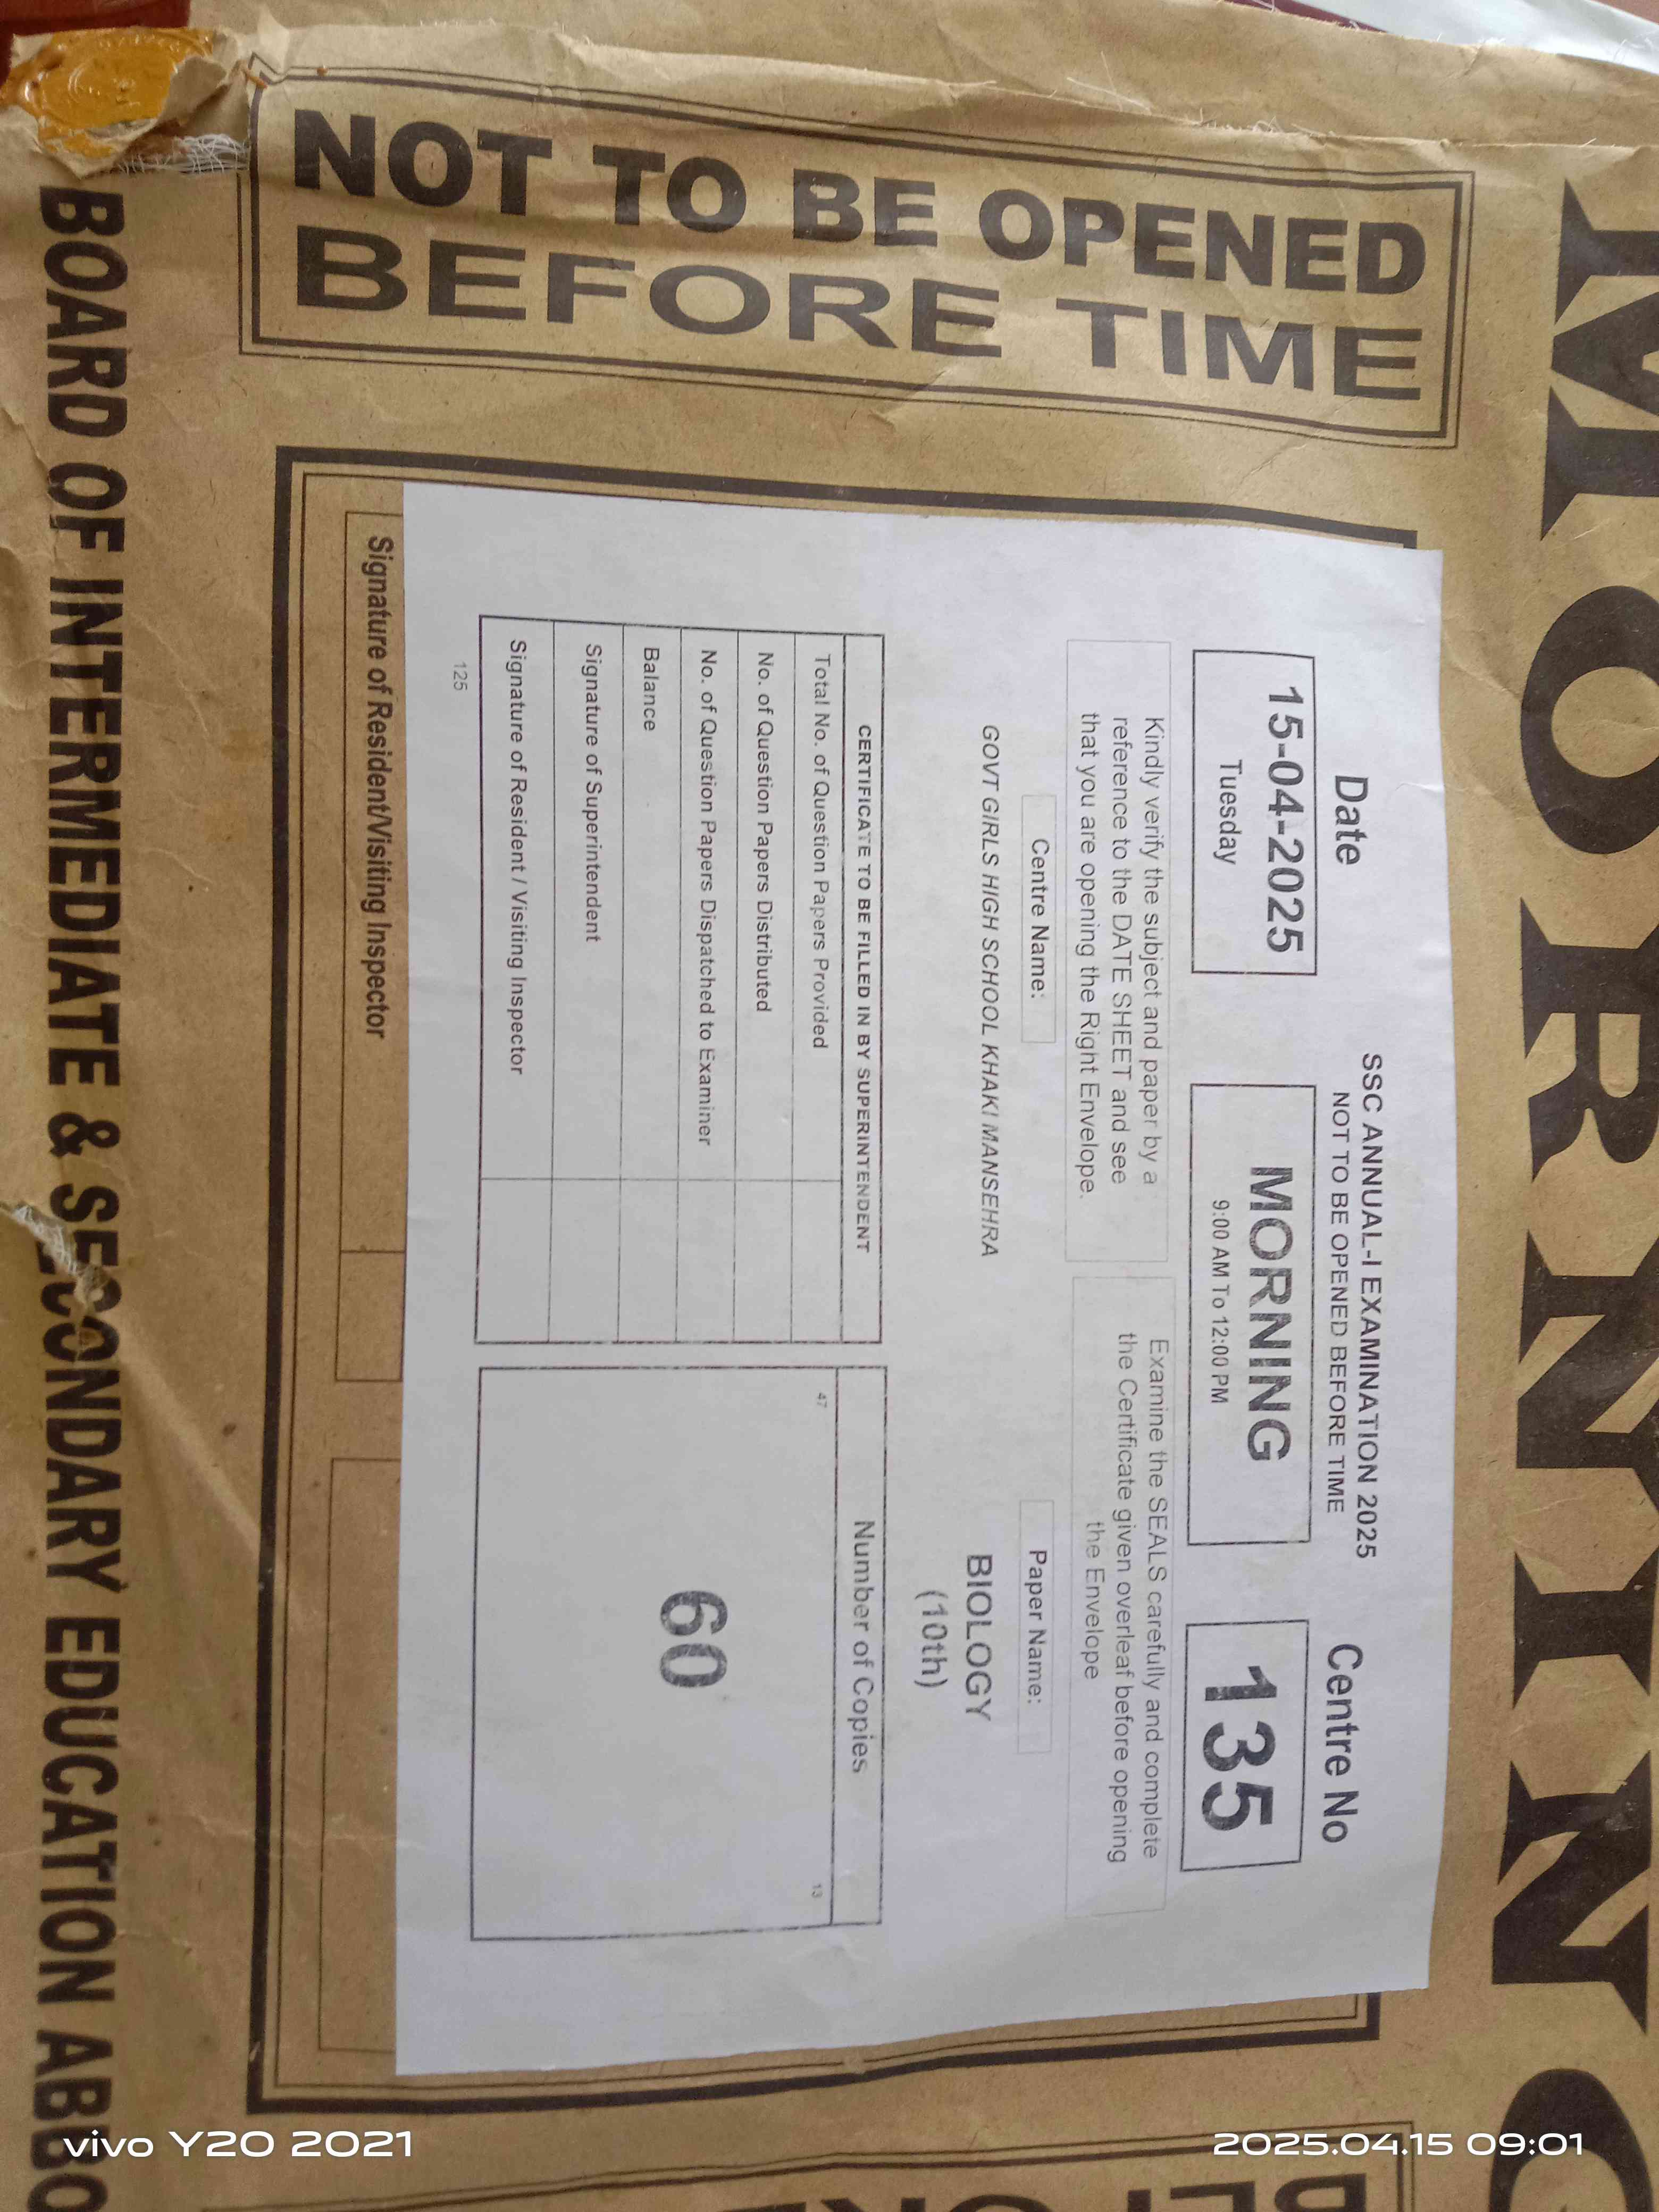 MORNING
NOT TO BE OPENED
BEFORE TIME
SSC ANNUAL-I EXAMINATION 2025
NOT TO BE OPENED BEFORE TIME
Date
Centre No
15-04-2025
Tuesday
MORNING
9:00 AM To 12:00 PM
135
Kindly verify the subject and paper by a
reference to the DATE SHEET and see
that you are opening the Right Envelope.
Examine the SEALS carefully and complete
the Certificate given overleaf before opening
the Envelope
Centre Name:
Paper Name:
GOVT GIRLS HIGH SCHOOL KHAKI MANSEHRA
BIOLOGY
(10th)
CERTIFICATE TO BE FILLED IN BY SUPERINTENDENT
Total No. of Question Papers Provided
No. of Question Papers Distributed
No. of Question Papers Dispatched to Examiner
Balance
Signature of Superintendent
Signature of Resident / Visiting Inspector
Number of Copies
47
13
60
125
Signature of Resident/Visiting Inspector
BOARD OF INTERMEDIATE & SECONDARY EDUCATION ABBO
vivo Y20 2021
2025.04.15 09:01